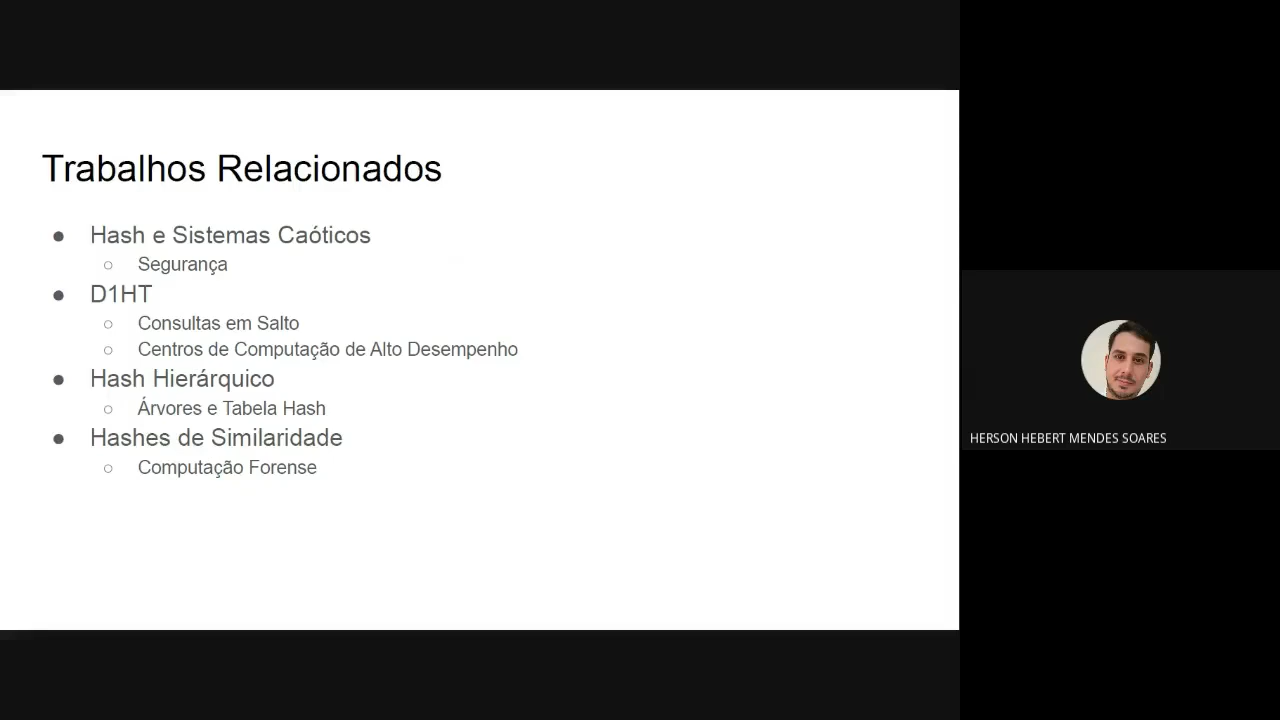 Trabalhos Relacionados
● Hash e Sistemas Caóticos
○ Segurança
● D1HT
○ Consultas em Salto
○ Centros de Computação de Alto Desempenho
● Hash Hierárquico
○ Árvores e Tabela Hash
● Hashes de Similaridade
○ Computação Forense
HERSON HEBERT MENDES SOARES